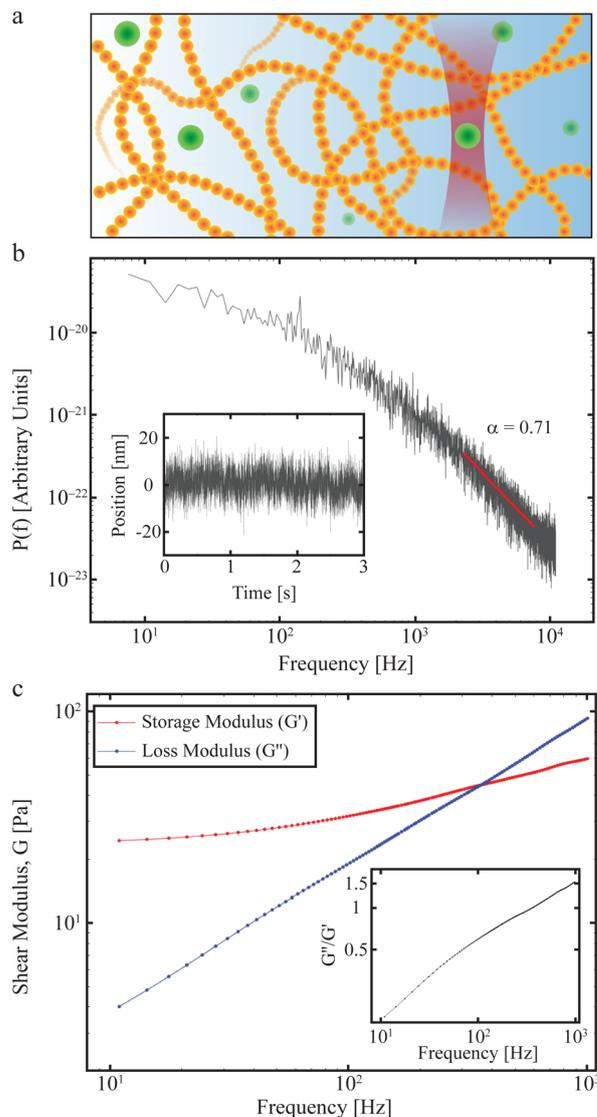 a
b
10⁻²⁰
10⁻²¹
10⁻²²
10⁻²³
P(f) [Arbitrary Units]
α = 0.71
20
0
-20
Position [nm]
0 1 2 3
Time [s]
10¹ 10² 10³ 10⁴
Frequency [Hz]
c
10²
10¹
Shear Modulus, G [Pa]
Storage Modulus (G')
Loss Modulus (G'')
1.5
1
0.5
G''/G'
10¹ 10² 10³
Frequency [Hz]
10¹ 10² 10³
Frequency [Hz]